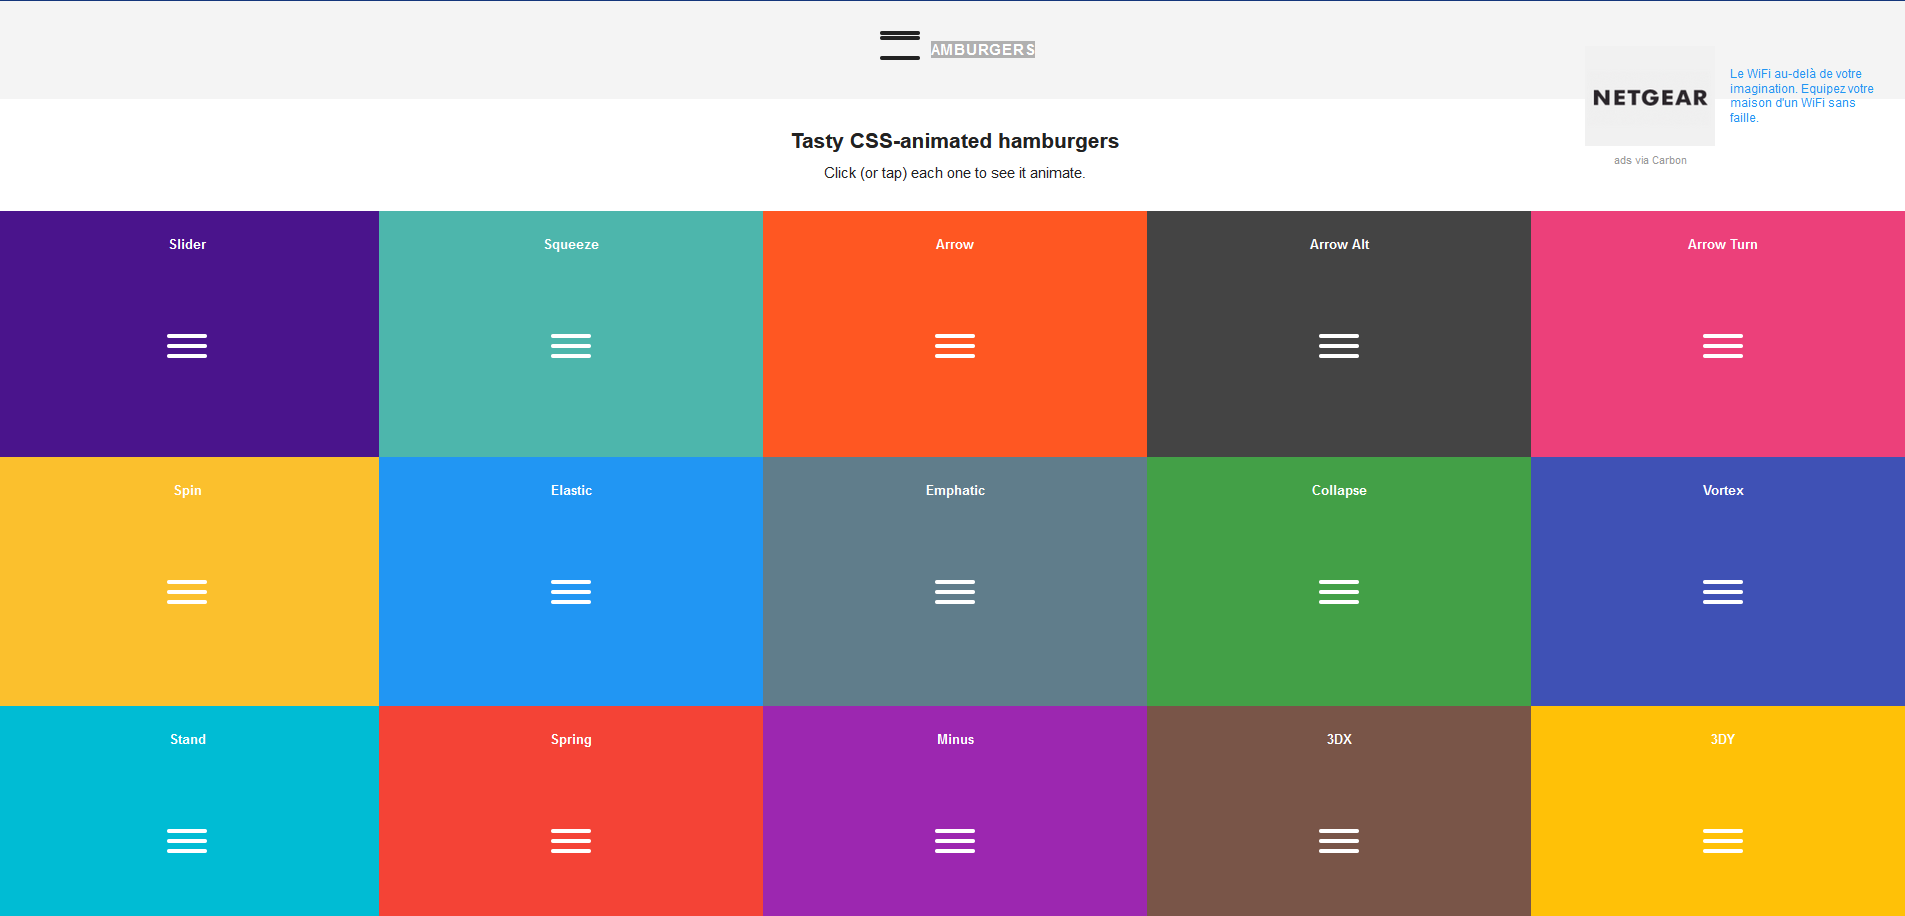 AMBURGERS
NETGEAR
Le WiFi au-delà de votre
imagination. Equipez votre
maison d'un WiFi sans
faille.
ads via Carbon
Tasty CSS-animated hamburgers
Click (or tap) each one to see it animate.
Slider
Squeeze
Arrow
Arrow Alt
Arrow Turn
Spin
Elastic
Emphatic
Collapse
Vortex
Stand
Spring
Minus
3DX
3DY